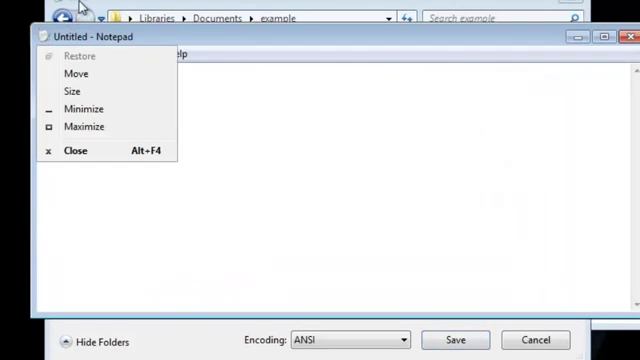 Libraries Documents example Search example
Untitled - Notepad
Restore
Move
Size
Minimize
Maximize
x Close Alt+F4
Hide Folders Encoding: ANSI Save Cancel